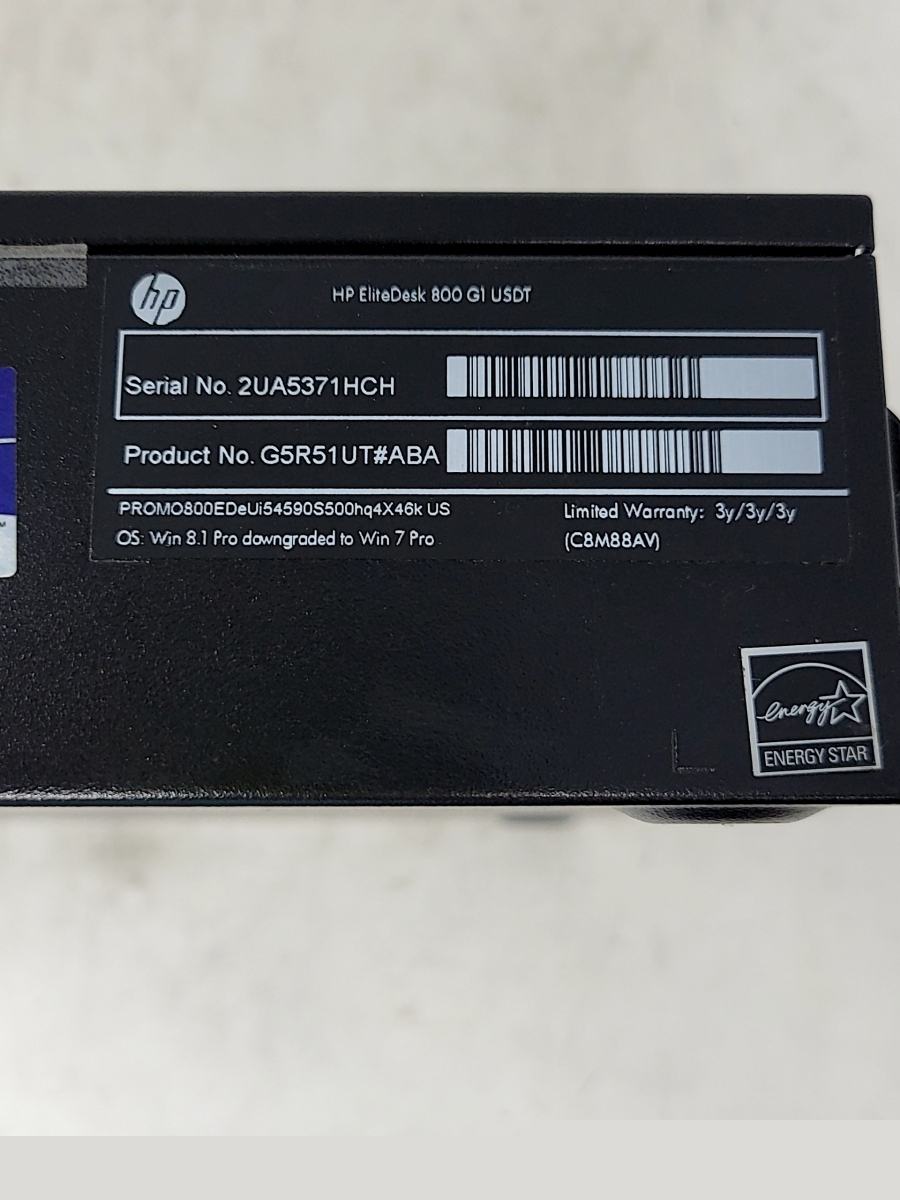 hp
HP EliteDesk 800 G1 USDT
Serial No. 2UA5371HCH
Product No. G5R51UT#ABA
PROMO800EDeUi54590S500hq4X46k US
Limited Warranty: 3y/3y/3y
OS: Win 8.1 Pro downgraded to Win 7 Pro
(C8M88AV)
energy
ENERGY STAR
TM